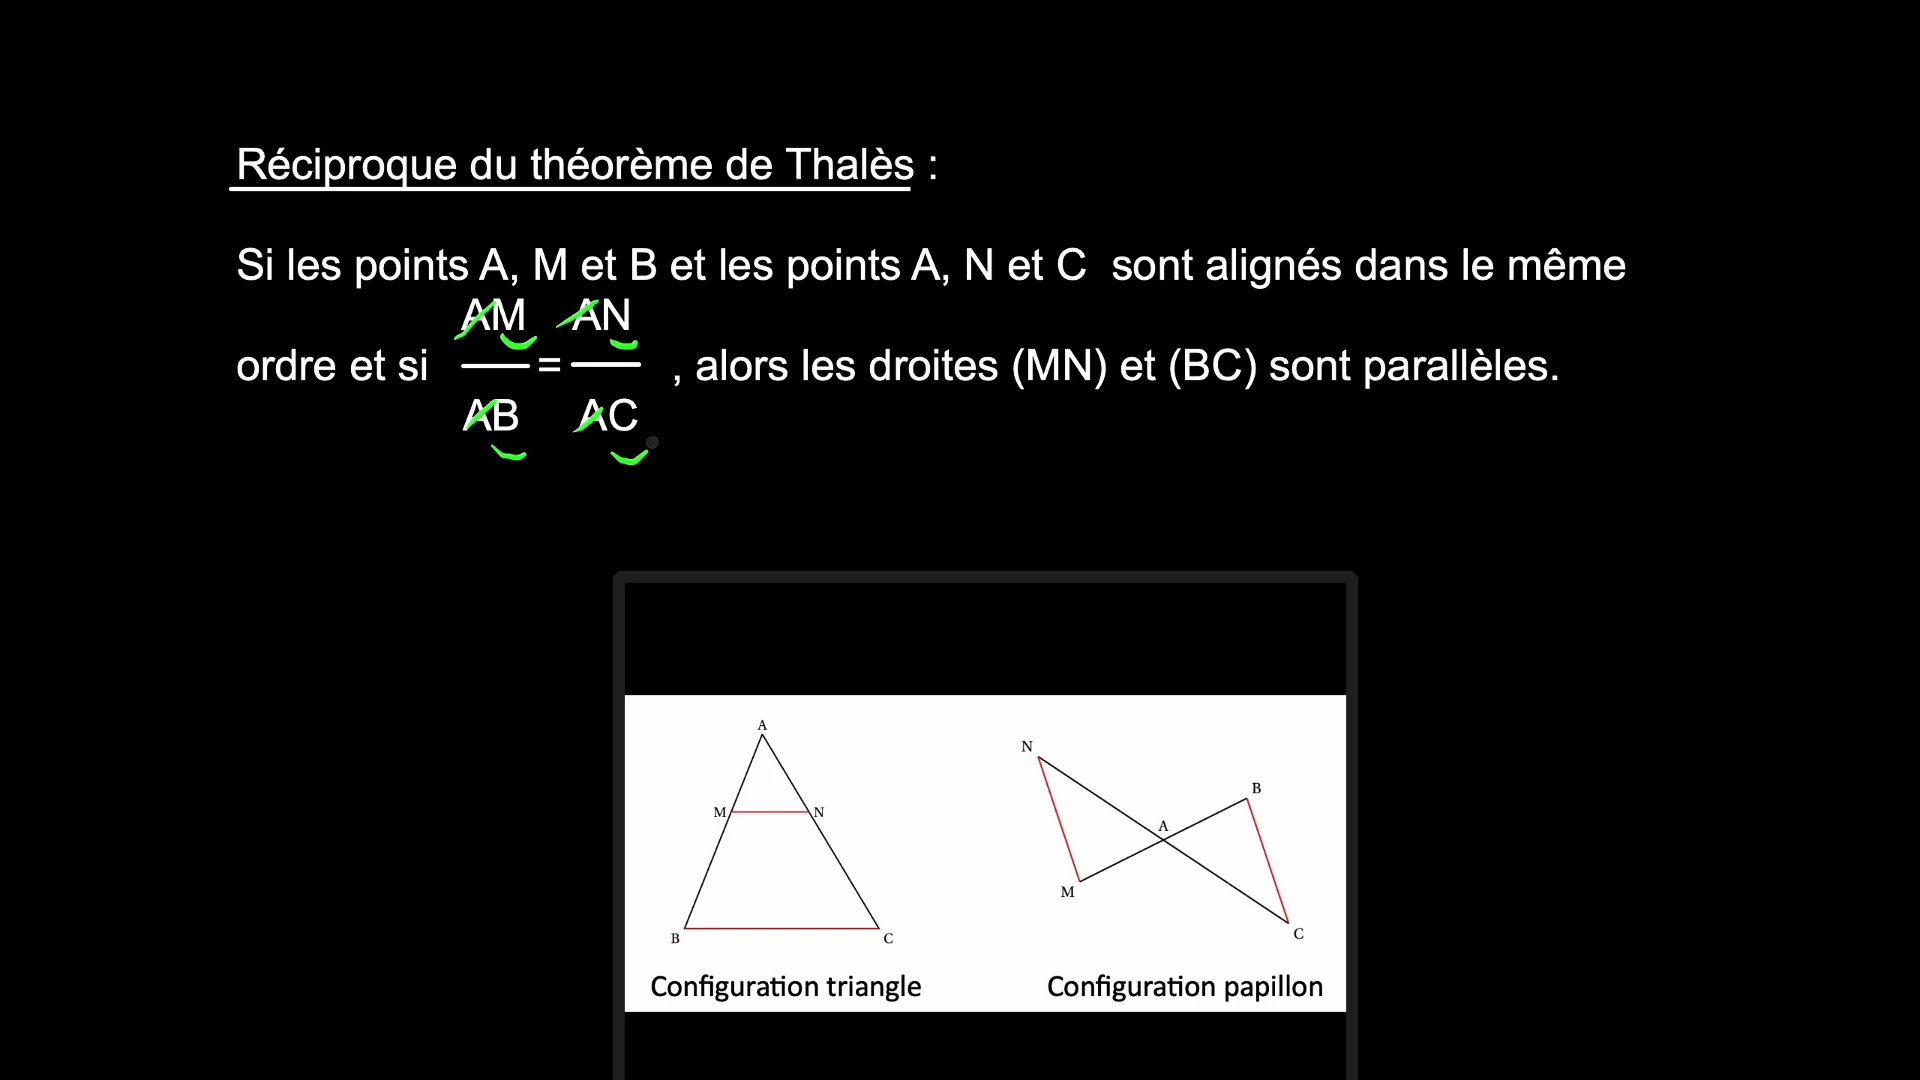 Réciproque du théorème de Thalès :
Si les points A, M et B et les points A, N et C sont alignés dans le même
AM AN
ordre et si = , alors les droites (MN) et (BC) sont parallèles.
AB AC
A
M N
B C
Configuration triangle
N
B
A
M
C
Configuration papillon